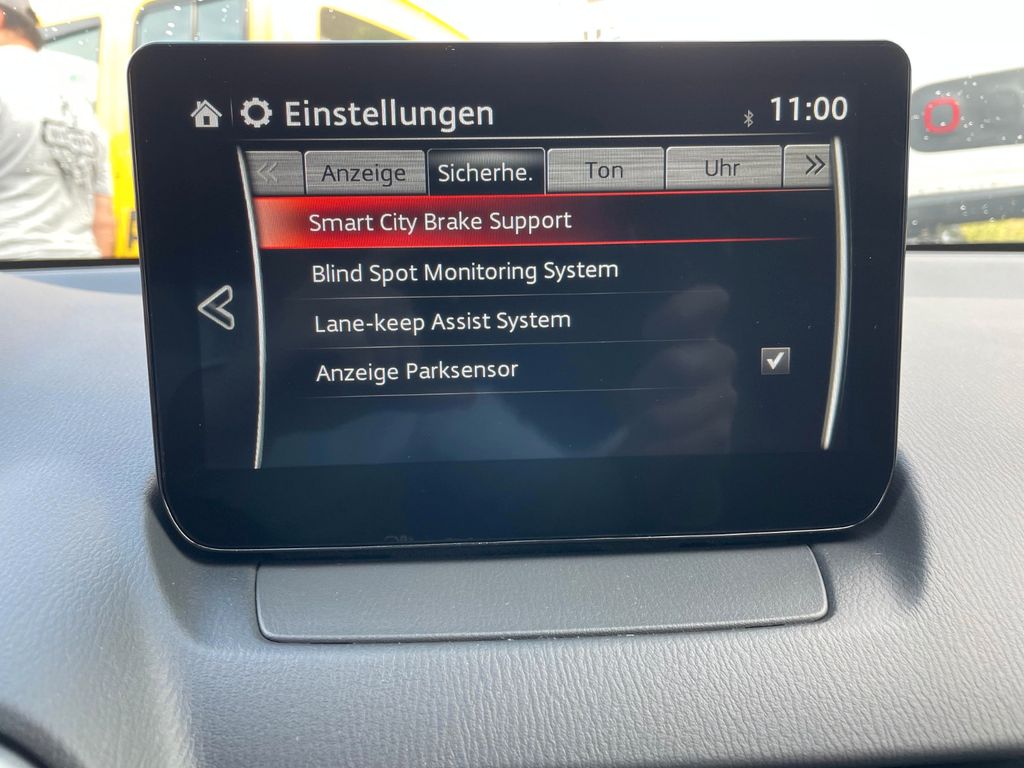 Einstellungen 11:00
Anzeige Sicherhe. Ton Uhr
Smart City Brake Support
Blind Spot Monitoring System
Lane-keep Assist System
Anzeige Parksensor